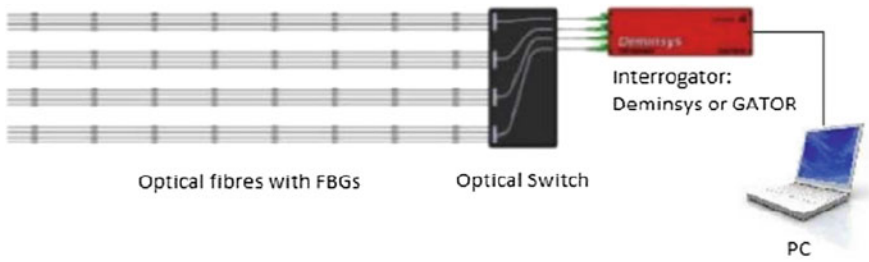 Deminsys
Interrogator:
Deminsys or GATOR
Optical fibres with FBGs
Optical Switch
PC